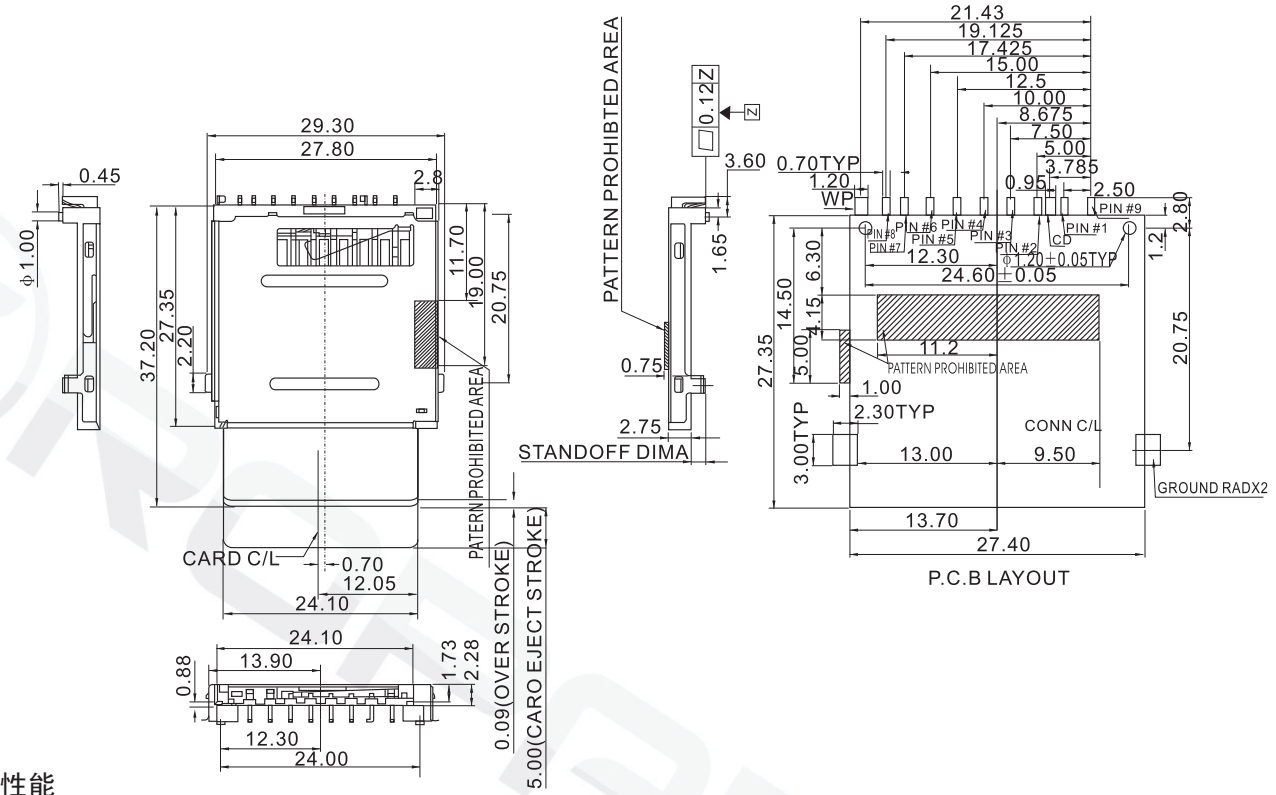 29.30
27.80
2.8
0.45
ϕ1.00
37.20
27.35
2.20
11.70
19.00
20.75
PATERN PROHIBITED AREA
CARD C/L
0.70
12.05
24.10
0.09(OVER STROKE)
5.00(CARO EJECT STROKE)
24.10
13.90
0.88
1.73
2.28
12.30
24.00
PATTERN PROHIBTED AREA
0.12Z
Z
3.60
1.65
0.75
2.75
STANDOFF DIMA
21.43
19.125
17.425
15.00
12.5
10.00
8.675
7.50
5.00
3.785
0.70TYP
0.95
2.50
1.20
WP
PIN #9
2.80
1.2
PIN #8
PIN #7
PIN #6
PIN #5
PIN #4
PIN #3
PIN #2
CD
PIN #1
ϕ1.20±0.05TYP
12.30
24.60±0.05
6.30
14.50
4.15
5.00
27.35
20.75
11.2
PATTERN PROHIBITED AREA
1.00
2.30TYP
3.00TYP
CONN C/L
13.00
9.50
GROUND RADX2
13.70
27.40
P.C.B LAYOUT
性能